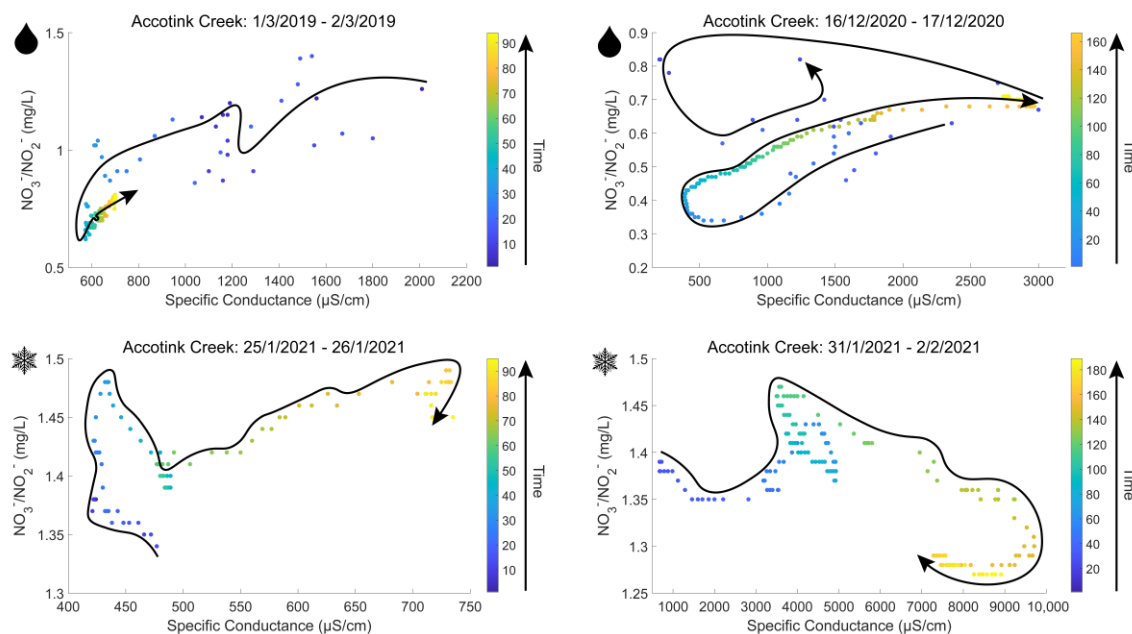 Accotink Creek: 1/3/2019 - 2/3/2019
1.5
1
0.5
NO₃⁻/NO₂⁻ (mg/L)
600 800 1000 1200 1400 1600 1800 2000 2200
Specific Conductance (µS/cm)
90
80
70
60
50
40
30
20
10
Time
Accotink Creek: 16/12/2020 - 17/12/2020
0.9
0.8
0.7
0.6
0.5
0.4
0.3
0.2
NO₃⁻/NO₂⁻ (mg/L)
500 1000 1500 2000 2500 3000
Specific Conductance (µS/cm)
160
140
120
100
80
60
40
20
Time
Accotink Creek: 25/1/2021 - 26/1/2021
1.5
1.45
1.4
1.35
1.3
NO₃⁻/NO₂⁻ (mg/L)
400 450 500 550 600 650 700 750
Specific Conductance (µS/cm)
90
80
70
60
50
40
30
20
10
Time
Accotink Creek: 31/1/2021 - 2/2/2021
1.5
1.45
1.4
1.35
1.3
1.25
NO₃⁻/NO₂⁻ (mg/L)
1000 2000 3000 4000 5000 6000 7000 8000 9000 10,000
Specific Conductance (µS/cm)
180
160
140
120
100
80
60
40
20
Time